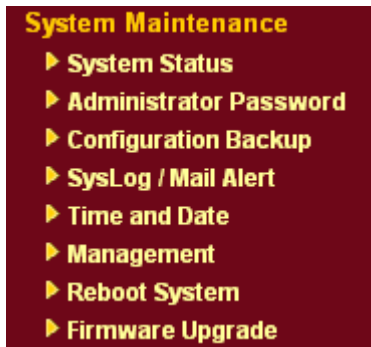 System Maintenance
System Status
Administrator Password
Configuration Backup
SysLog / Mail Alert
Time and Date
Management
Reboot System
Firmware Upgrade